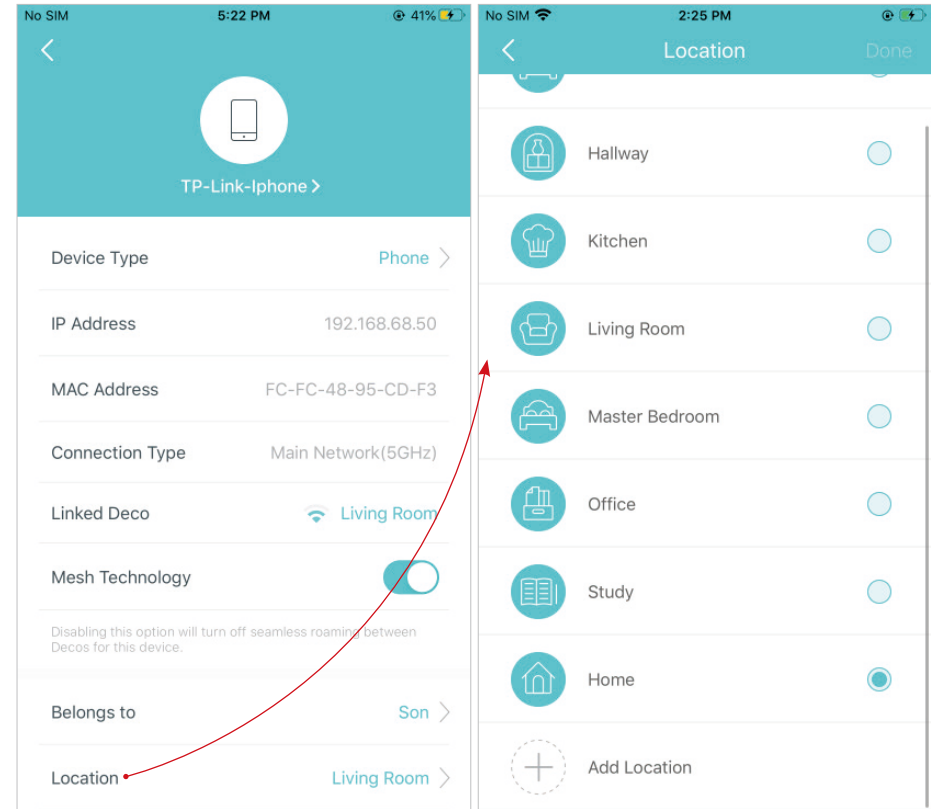 No SIM 5:22 PM 41%
TP-Link-Iphone >
Device Type Phone >
IP Address 192.168.68.50
MAC Address FC-FC-48-95-CD-F3
Connection Type Main Network(5GHz)
Linked Deco Living Room
Mesh Technology
Disabling this option will turn off seamless roaming between
Decos for this device.
Belongs to Son >
Location Living Room >
No SIM 2:25 PM
Location Done
Hallway
Kitchen
Living Room
Master Bedroom
Office
Study
Home
Add Location